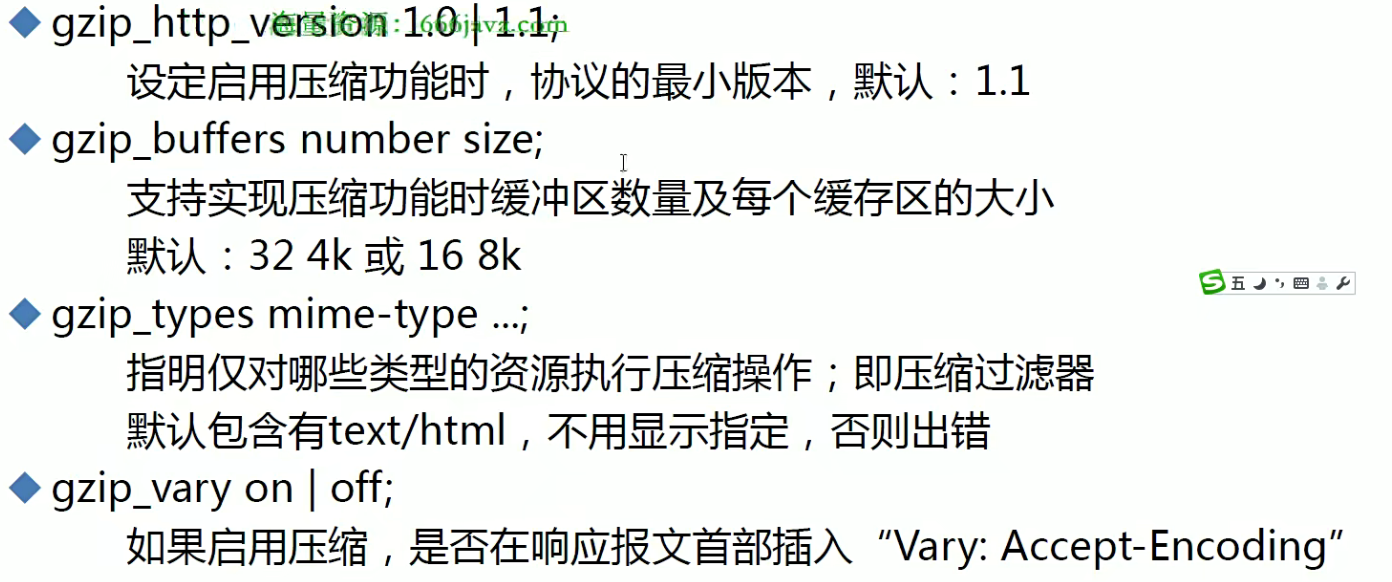 gzip_http_version 1.0 | 1.1;
海量资源：666java.com
设定启用压缩功能时，协议的最小版本，默认：1.1
gzip_buffers number size;
支持实现压缩功能时缓冲区数量及每个缓存区的大小
默认：32 4k 或 16 8k
gzip_types mime-type ...;
指明仅对哪些类型的资源执行压缩操作；即压缩过滤器
默认包含有text/html，不用显示指定，否则出错
gzip_vary on | off;
如果启用压缩，是否在响应报文首部插入“Vary: Accept-Encoding”
S 五